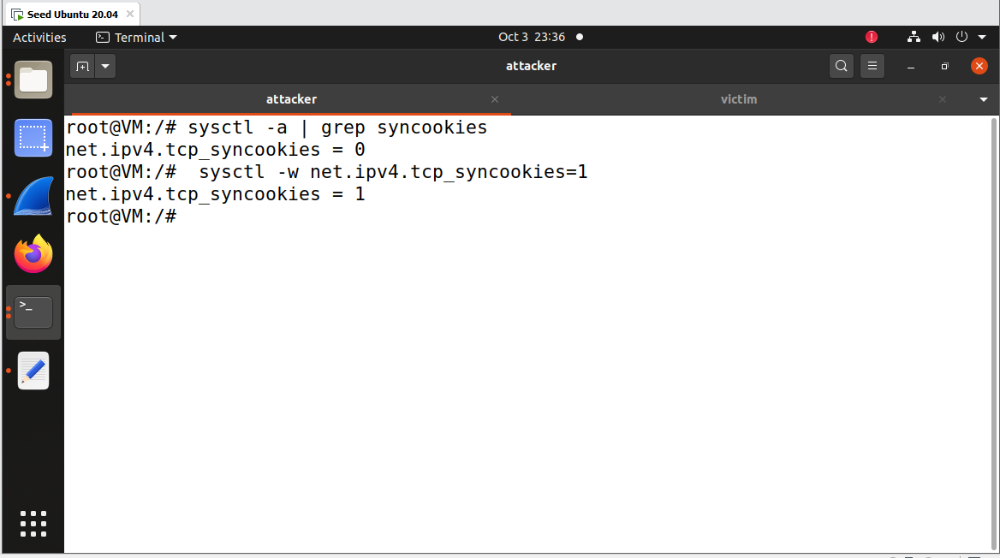 Seed Ubuntu 20.04
Activities
Terminal
Oct 3 23:36
attacker
attacker
victim
root@VM:/# sysctl -a | grep syncookies
net.ipv4.tcp_syncookies = 0
root@VM:/#  sysctl -w net.ipv4.tcp_syncookies=1
net.ipv4.tcp_syncookies = 1
root@VM:/#